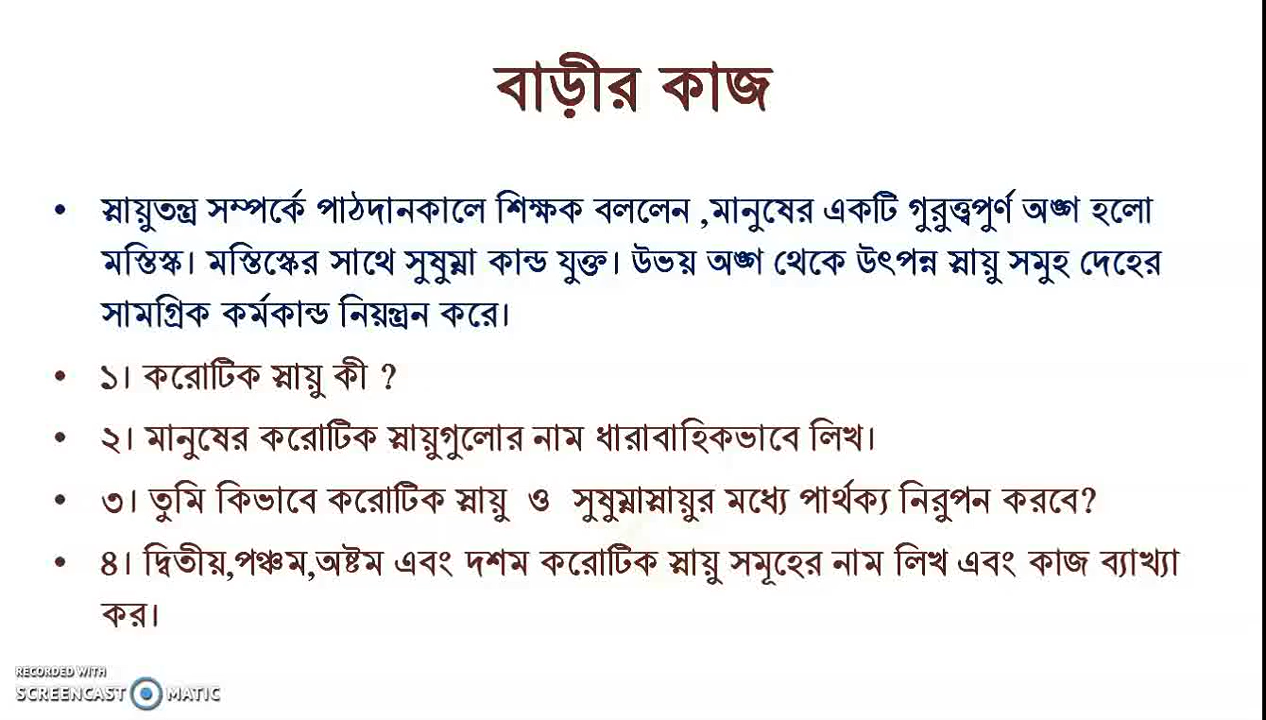 বাড়ীর কাজ
• স্নায়ুতন্ত্র সম্পর্কে পাঠদানকালে শিক্ষক বললেন ,মানুষের একটি গুরুত্বপুর্ণ অঙ্গ হলো
মস্তিস্ক। মস্তিস্কের সাথে সুষুম্না কান্ড যুক্ত। উভয় অঙ্গ থেকে উৎপন্ন স্নায়ু সমুহ দেহের
সামগ্রিক কর্মকান্ড নিয়ন্ত্রন করে।
• ১। করোটিক স্নায়ু কী ?
• ২। মানুষের করোটিক স্নায়ুগুলোর নাম ধারাবাহিকভাবে লিখ।
• ৩। তুমি কিভাবে করোটিক স্নায়ু ও সুষুম্নাস্নায়ুর মধ্যে পার্থক্য নিরুপন করবে?
• ৪। দ্বিতীয়,পঞ্চম,অষ্টম এবং দশম করোটিক স্নায়ু সমূহের নাম লিখ এবং কাজ ব্যাখ্যা
কর।
RECORDED WITH
SCREENCAST MATIC